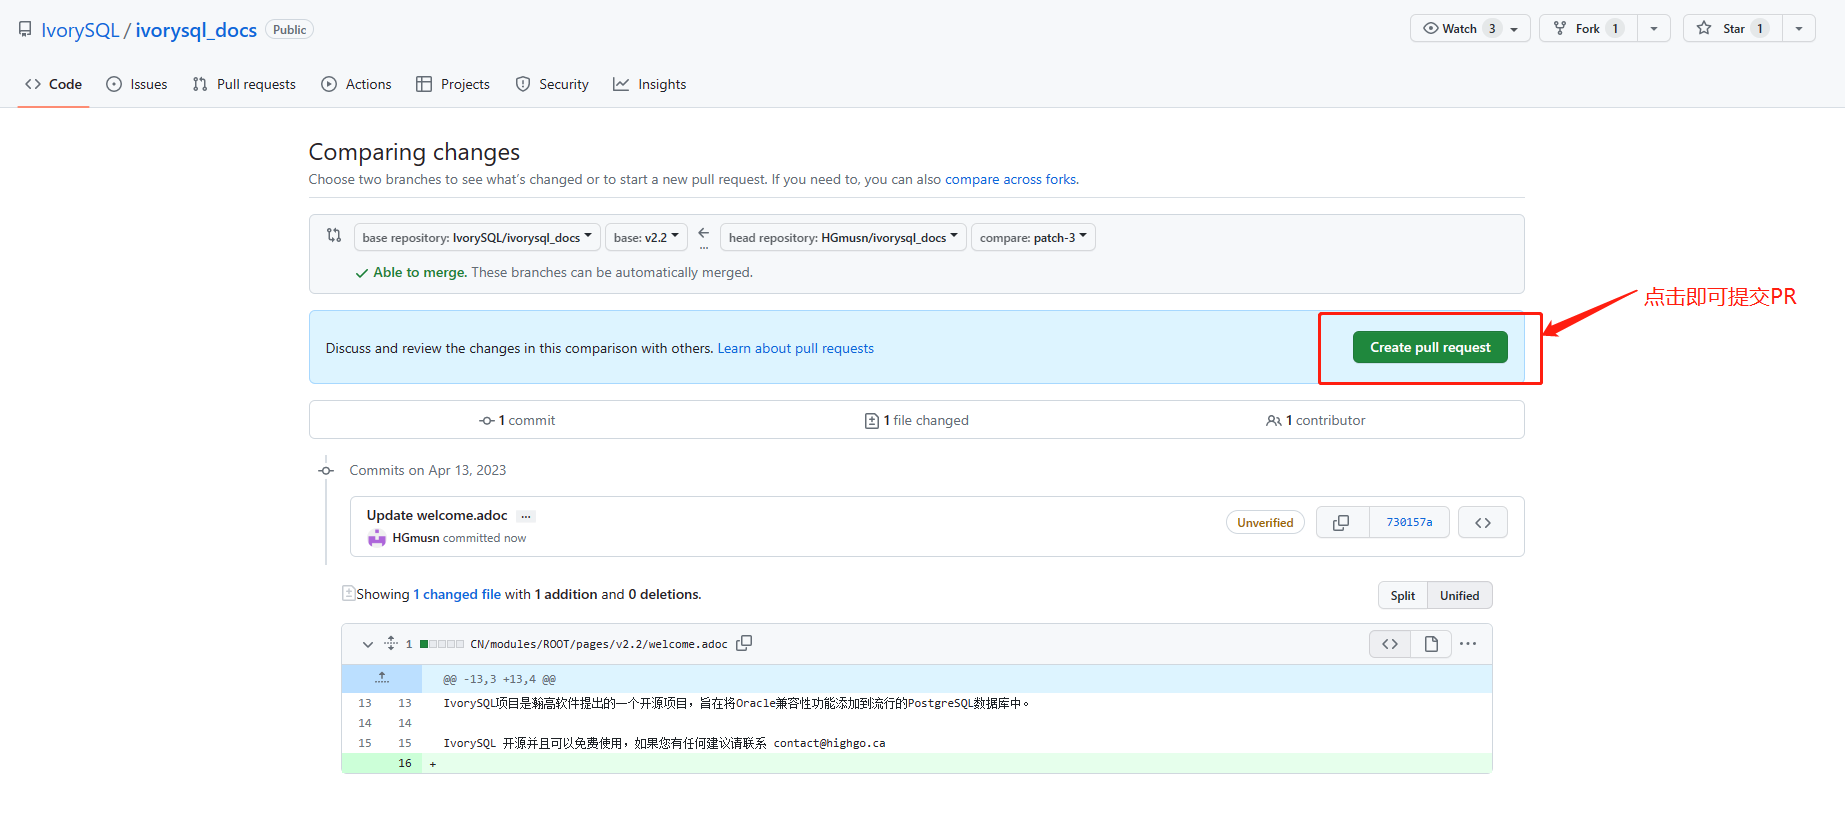 IvorySQL / ivorysql_docs Public
Watch 3 Fork 1 Star 1
Code Issues Pull requests Actions Projects Security Insights
Comparing changes
Choose two branches to see what's changed or to start a new pull request. If you need to, you can also compare across forks.
base repository: IvorySQL/ivorysql_docs base: v2.2 ... head repository: HGmusn/ivorysql_docs compare: patch-3
Able to merge. These branches can be automatically merged.
点击即可提交PR
Discuss and review the changes in this comparison with others. Learn about pull requests
Create pull request
1 commit 1 file changed 1 contributor
Commits on Apr 13, 2023
Update welcome.adoc ...
HGmusn committed now
Unverified 730157a
Showing 1 changed file with 1 addition and 0 deletions.
Split Unified
1 CN/modules/ROOT/pages/v2.2/welcome.adoc
@@ -13,3 +13,4 @@
13 13 IvorySQL项目是瀚高软件提出的一个开源项目，旨在将Oracle兼容性功能添加到流行的PostgreSQL数据库中。
14 14
15 15 IvorySQL 开源并且可以免费使用，如果您有任何建议请联系 contact@highgo.ca
16 +